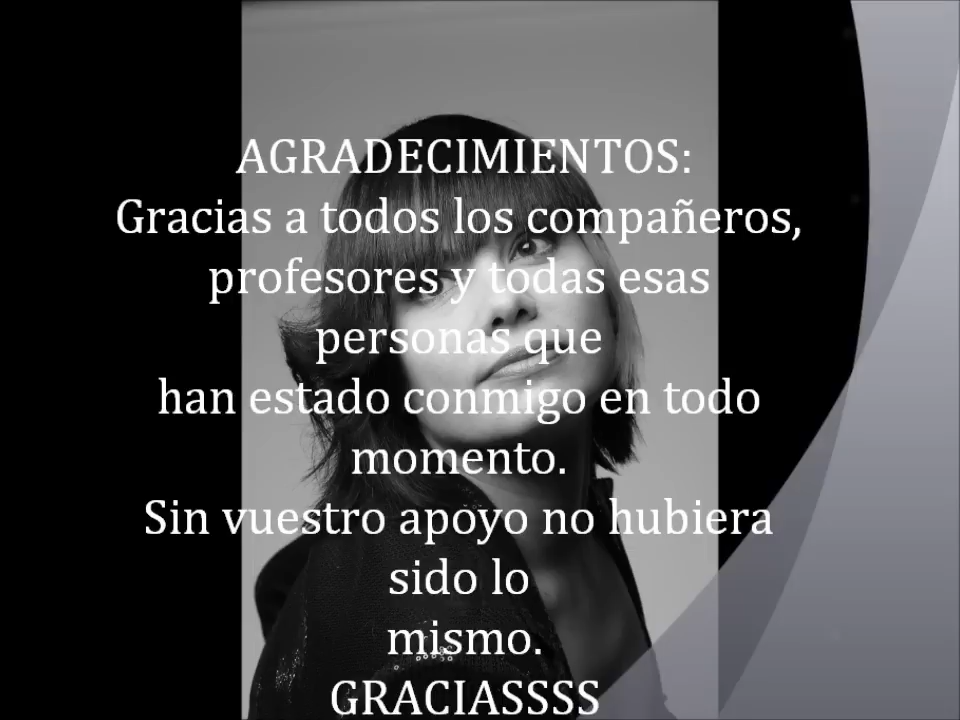 AGRADECIMIENTOS:
Gracias a todos los compañeros,
profesores y todas esas
personas que
han estado conmigo en todo
momento.
Sin vuestro apoyo no hubiera
sido lo
mismo.
GRACIASSSS